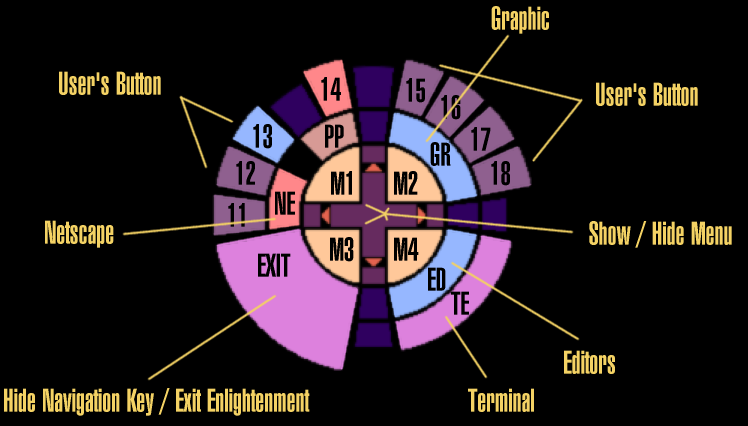 Graphic
User's Button
14
15
16
User's Button
13
PP
17
GR
12
18
M1
M2
11
NE
Netscape
Show / Hide Menu
M3
M4
EXIT
ED
TE
Editors
Hide Navigation Key / Exit Enlightenment
Terminal